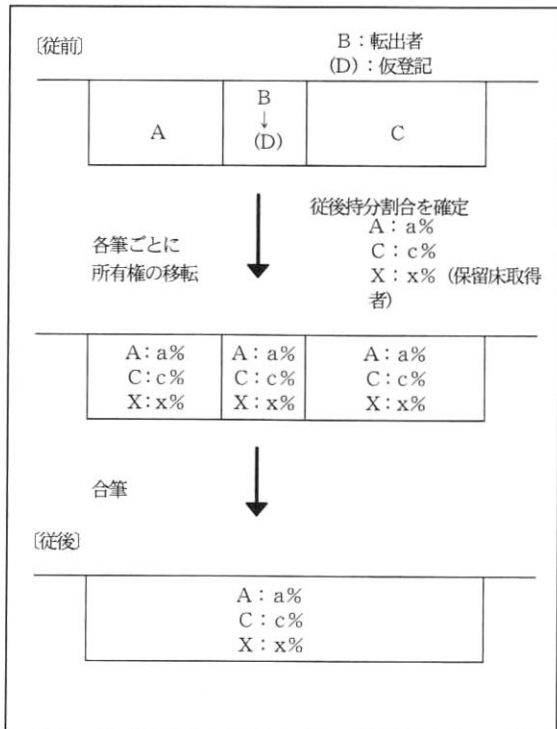 〔従前〕
B：転出者
(D)：仮登記
A
B
↓
(D)
C
各筆ごとに
所有権の移転
従後持分割合を確定
A：a%
C：c%
X：x%（保留床取得
者）
A：a%
C：c%
X：x%
A：a%
C：c%
X：x%
A：a%
C：c%
X：x%
合筆
〔従後〕
A：a%
C：c%
X：x%